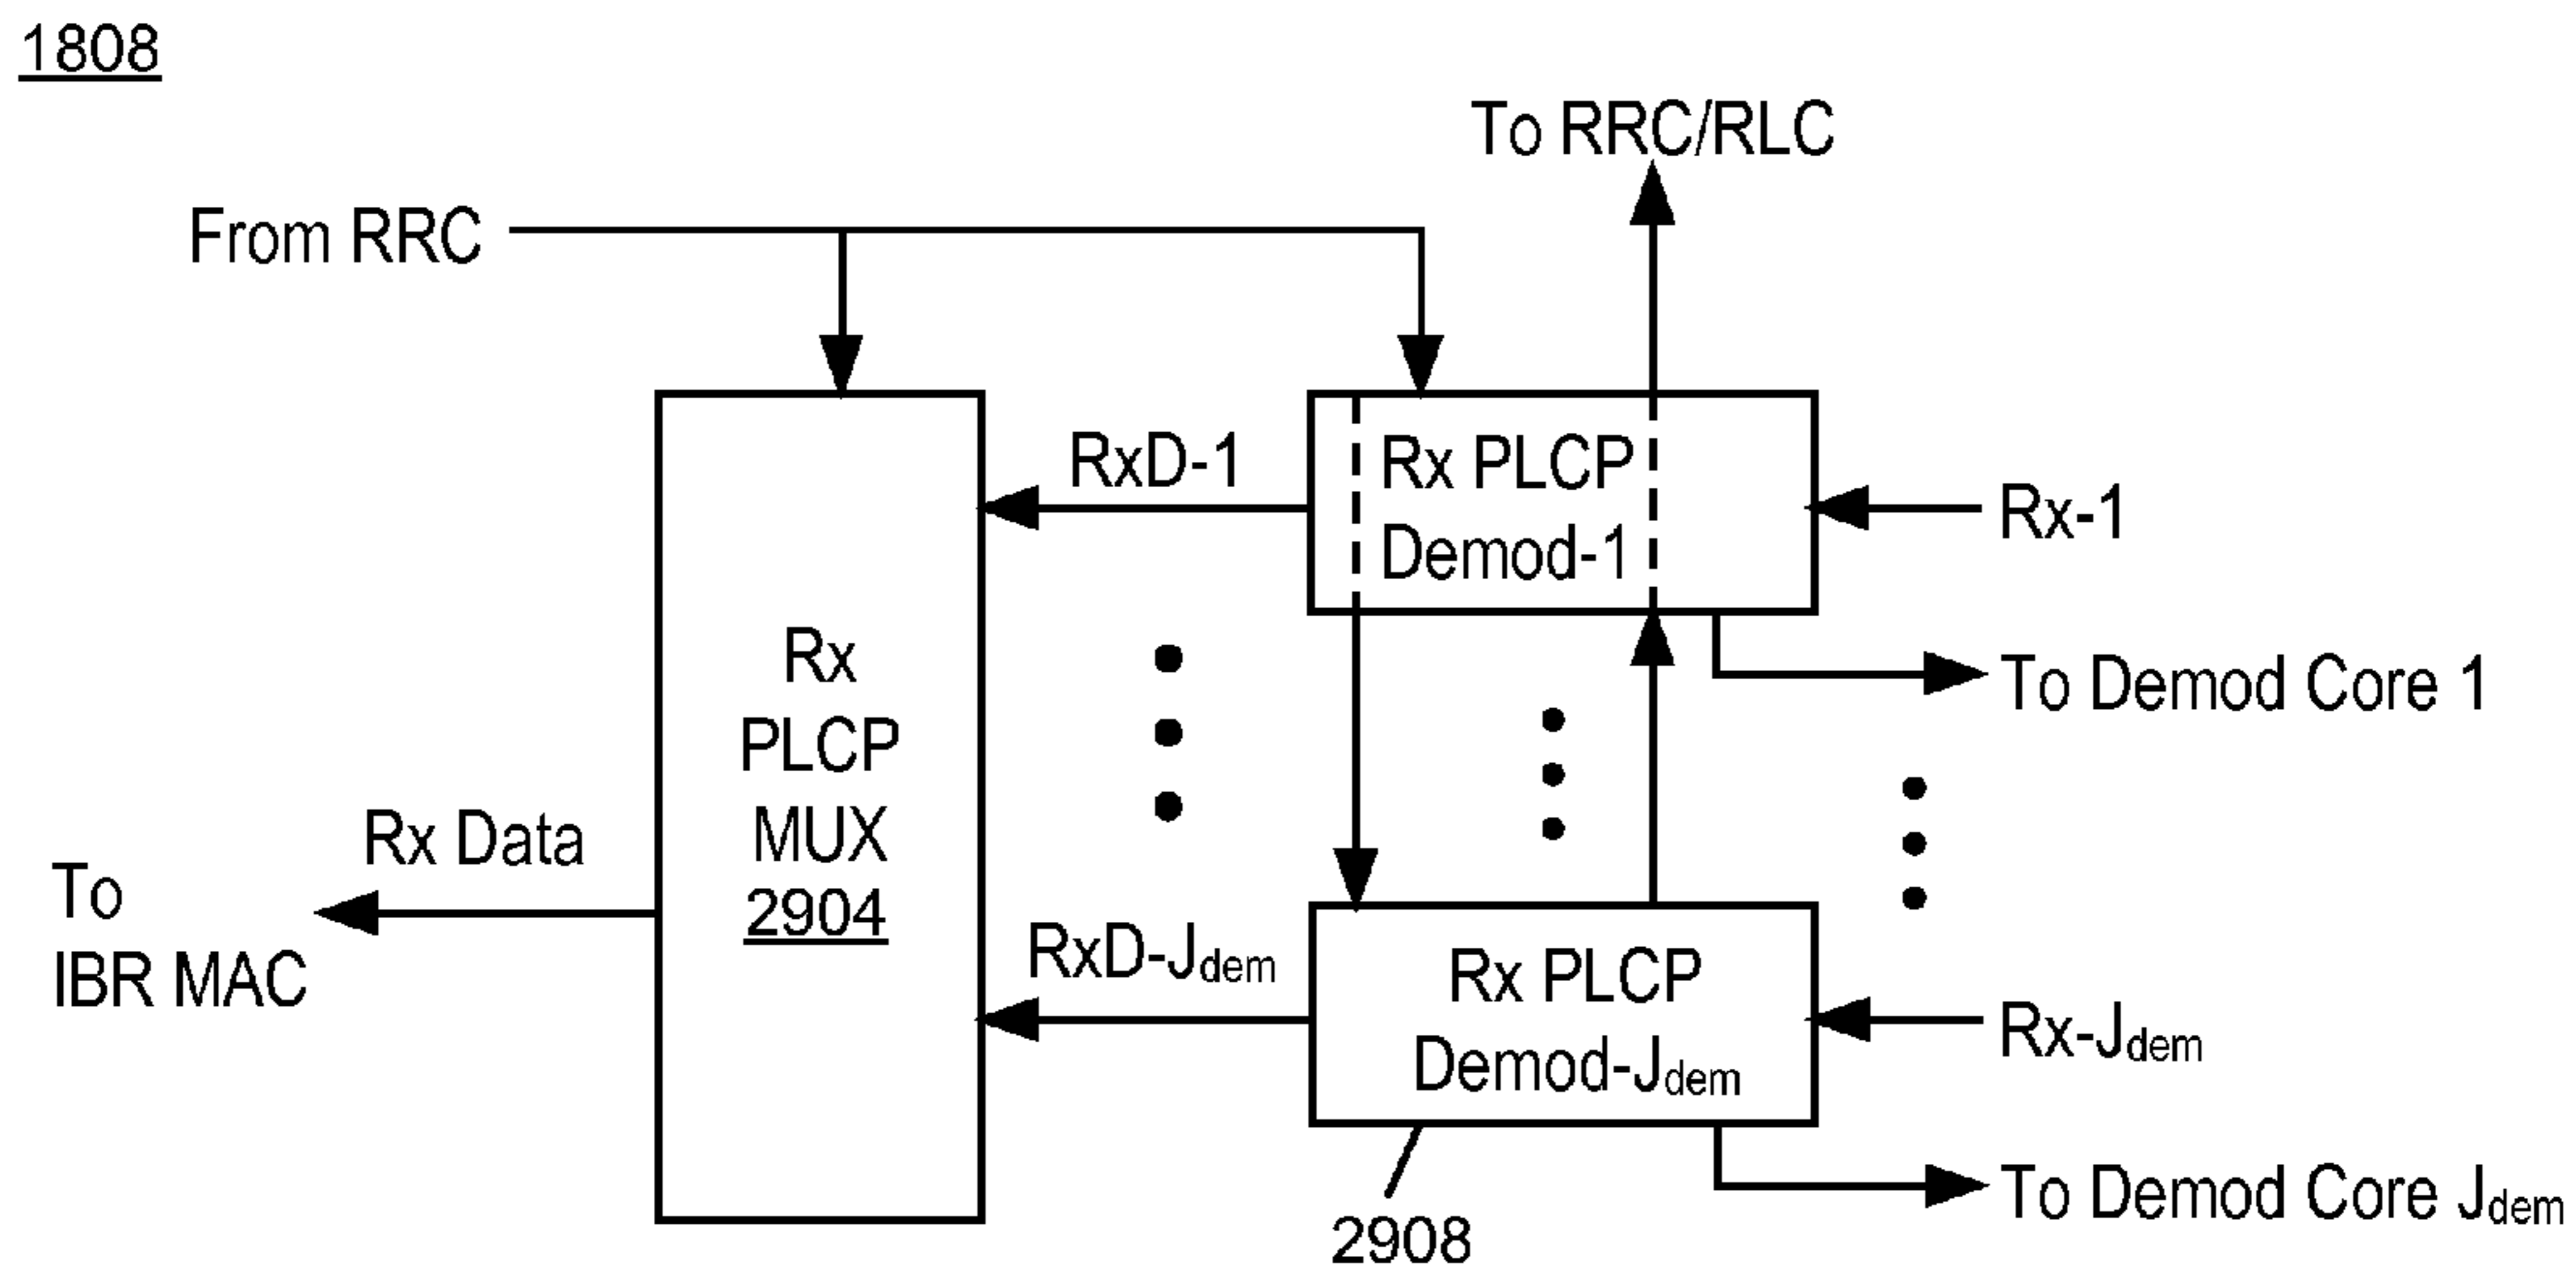 1808
To RRC/RLC
From RRC
RxD-1
Rx PLCP
Demod-1
Rx-1
Rx
PLCP
MUX
2904
To Demod Core 1
Rx Data
To
IBR MAC
RxD-Jdem
Rx PLCP
Demod-Jdem
Rx-Jdem
To Demod Core Jdem
2908